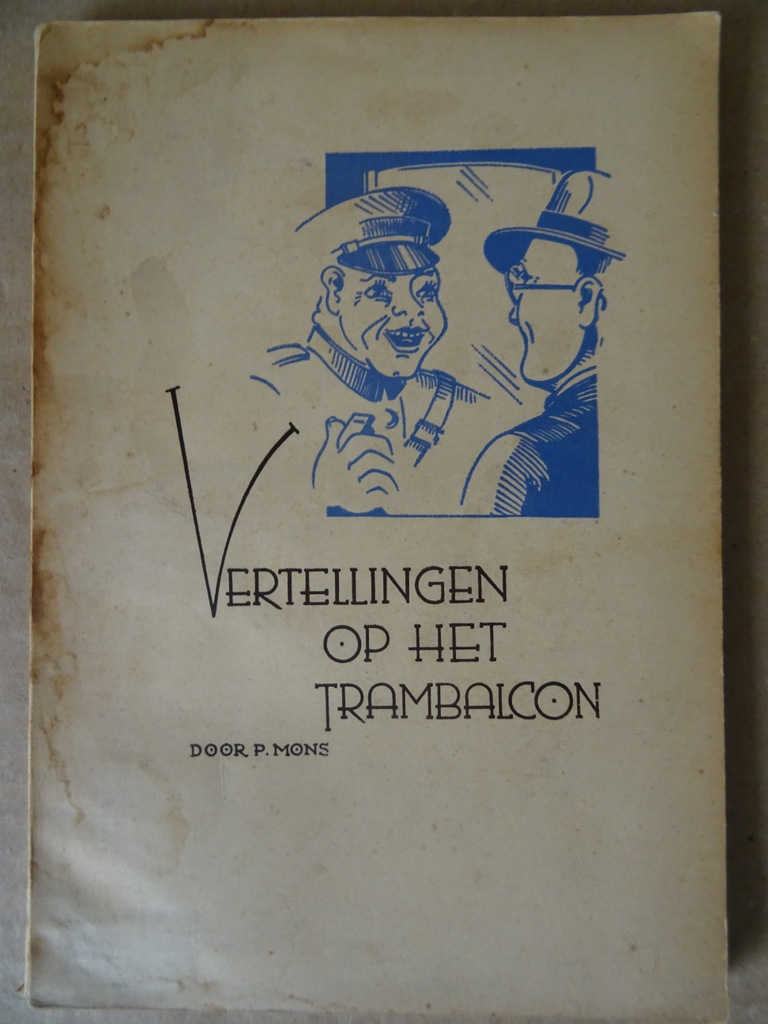 VERTELLINGEN
OP HET
TRAMBALCON
DOOR P. MONS